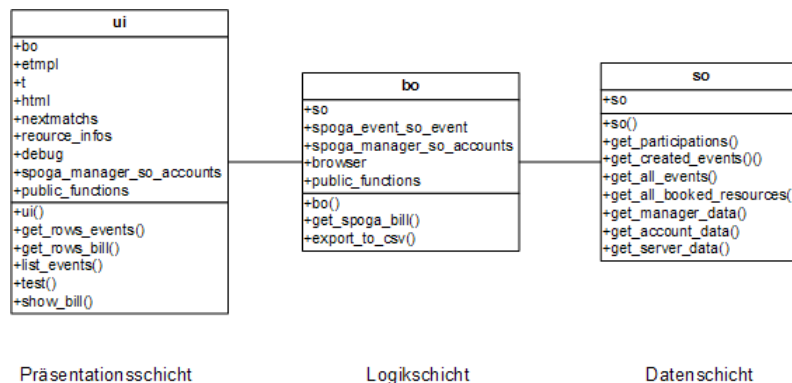 ui
+bo
+etmpl
+t
+html
+nextmatchs
+reource_infos
+debug
+spoga_manager_so_accounts
+public_functions
+ui()
+get_rows_events()
+get_rows_bill()
+list_events()
+test()
+show_bill()
bo
+so
+spoga_event_so_event
+spoga_manager_so_accounts
+browser
+public_functions
+bo()
+get_spoga_bill()
+export_to_csv()
so
+so
+so()
+get_participations()
+get_created_events()()
+get_all_events()
+get_all_booked_resources()
+get_manager_data()
+get_account_data()
+get_server_data()
Präsentationsschicht
Logikschicht
Datenschicht